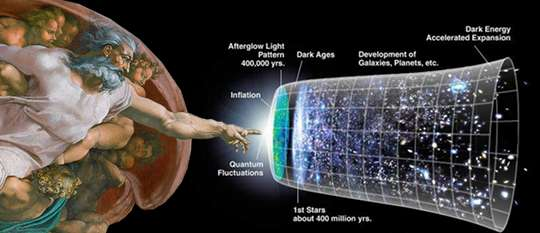 Dark Energy
Accelerated Expansion
Afterglow Light
Pattern
400,000 yrs.
Dark Ages
Development of
Galaxies, Planets, etc.
Inflation
Quantum
Fluctuations
1st Stars
about 400 million yrs.